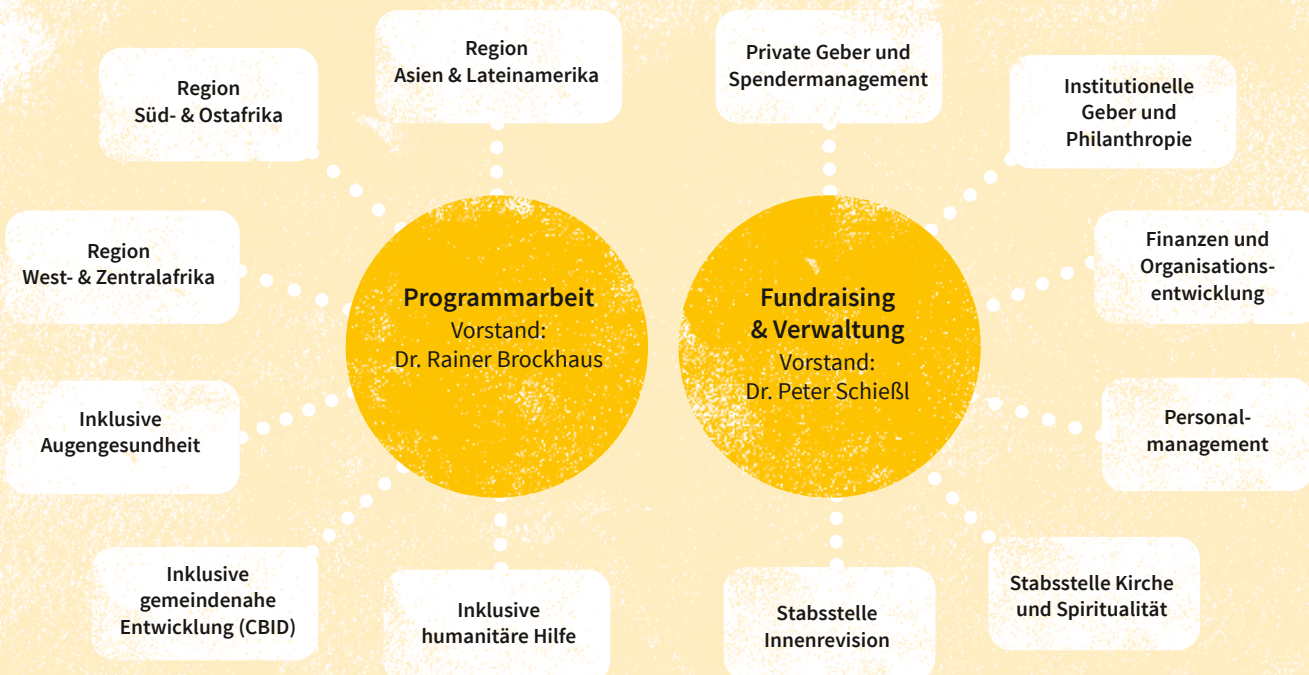 Region
Asien & Lateinamerika
Private Geber und
Spendermanagement
Region
Süd- & Ostafrika
Institutionelle
Geber und
Philanthropie
Region
West- & Zentralafrika
Finanzen und
Organisations-
entwicklung
Programmarbeit
Vorstand:
Dr. Rainer Brockhaus
Fundraising
& Verwaltung
Vorstand:
Dr. Peter Schießl
Inklusive
Augengesundheit
Personal-
management
Inklusive
gemeindenahe
Entwicklung (CBID)
Inklusive
humanitäre Hilfe
Stabsstelle
Innenrevision
Stabsstelle Kirche
und Spiritualität